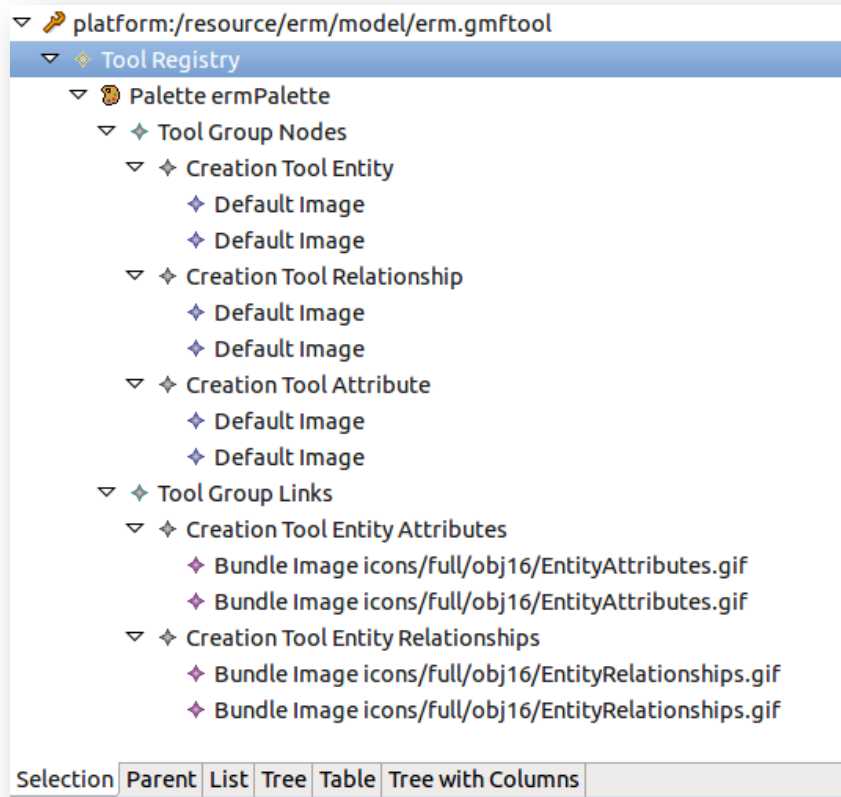 platform:/resource/erm/model/erm.gmftool
Tool Registry
Palette ermPalette
Tool Group Nodes
Creation Tool Entity
Default Image
Default Image
Creation Tool Relationship
Default Image
Default Image
Creation Tool Attribute
Default Image
Default Image
Tool Group Links
Creation Tool Entity Attributes
Bundle Image icons/full/obj16/EntityAttributes.gif
Bundle Image icons/full/obj16/EntityAttributes.gif
Creation Tool Entity Relationships
Bundle Image icons/full/obj16/EntityRelationships.gif
Bundle Image icons/full/obj16/EntityRelationships.gif
Selection Parent List Tree Table Tree with Columns